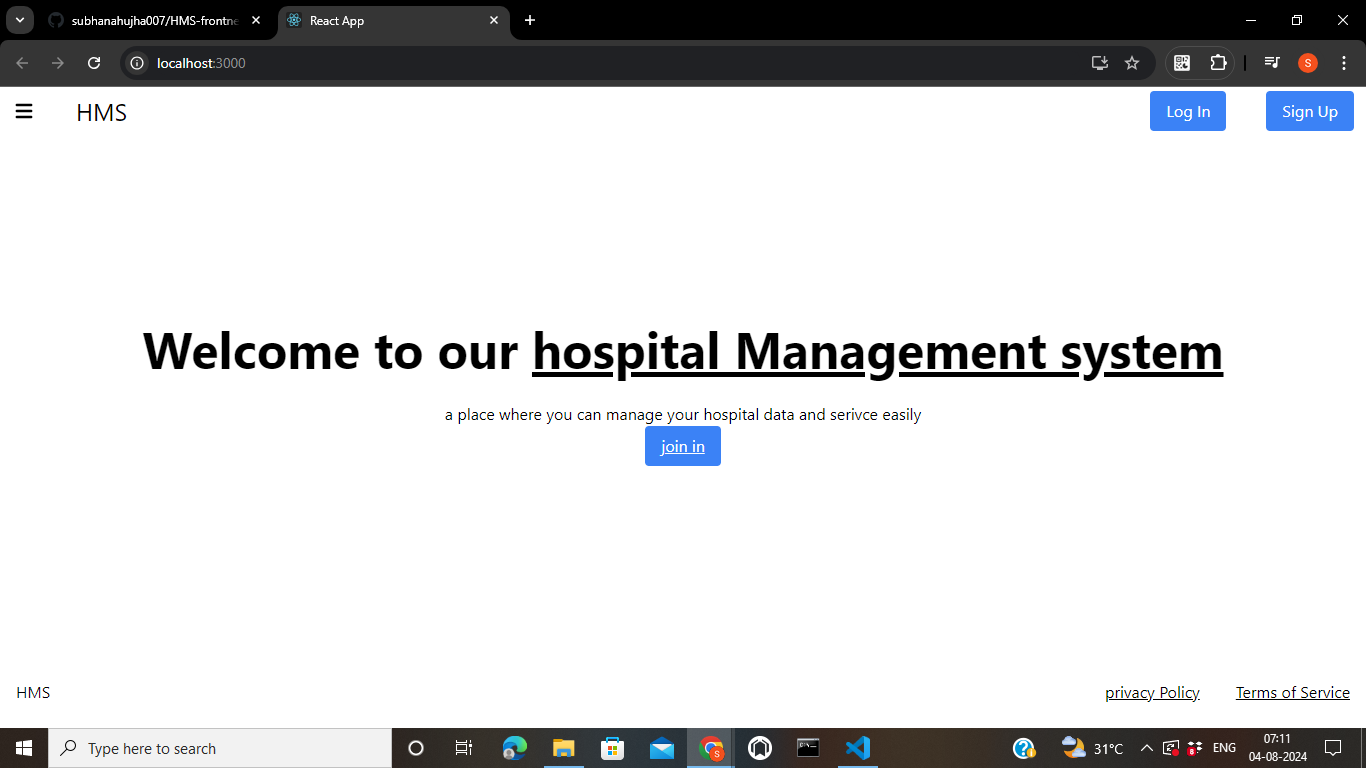 subhanahujha007/HMS-frontne
React App
localhost:3000
S
HMS
Log In
Sign Up
Welcome to our hospital Management system
a place where you can manage your hospital data and serivce easily
join in
HMS
privacy Policy
Terms of Service
Type here to search
31°C
ENG
07:11
04-08-2024